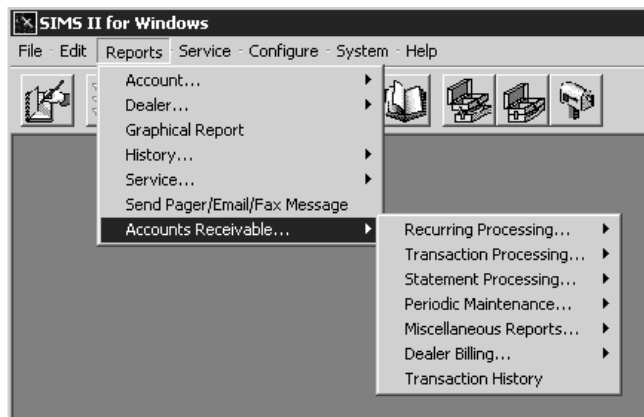 SIMS II for Windows
File Edit Reports Service Configure System Help
Account...
Dealer...
Graphical Report
History...
Service...
Send Pager/Email/Fax Message
Accounts Receivable...
Recurring Processing...
Transaction Processing...
Statement Processing...
Periodic Maintenance...
Miscellaneous Reports...
Dealer Billing...
Transaction History